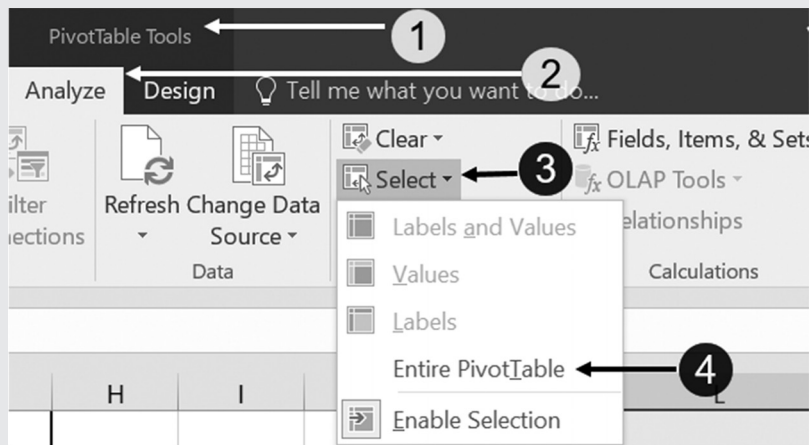 PivotTable Tools
1
2
Analyze Design Tell me what you want to do...
Clear
Fields, Items, & Sets
3
Select
OLAP Tools
Refresh Change Data
Source
Labels and Values
Values
Labels
Entire PivotTable
4
Enable Selection
Data
Calculations
H I L